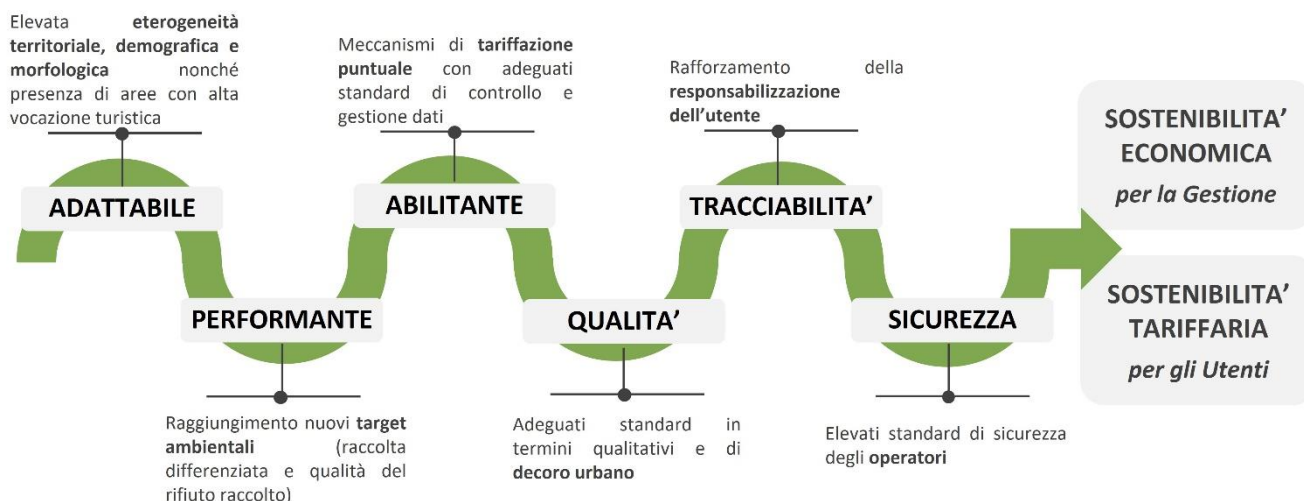 Elevata eterogeneità
territoriale, demografica e
morfologica nonché
presenza di aree con alta
vocazione turistica
ADATTABILE
PERFORMANTE
Raggiungimento nuovi target
ambientali (raccolta
differenziata e qualità del
rifiuto raccolto)
Meccanismi di tariffazione
puntuale con adeguati
standard di controllo e
gestione dati
ABILITANTE
QUALITA’
Adeguati standard in
termini qualitativi e di
decoro urbano
Rafforzamento della
responsabilizzazione
dell’utente
TRACCIABILITA’
SICUREZZA
Elevati standard di sicurezza
degli operatori
SOSTENIBILITA’
ECONOMICA
per la Gestione
SOSTENIBILITA’
TARIFFARIA
per gli Utenti